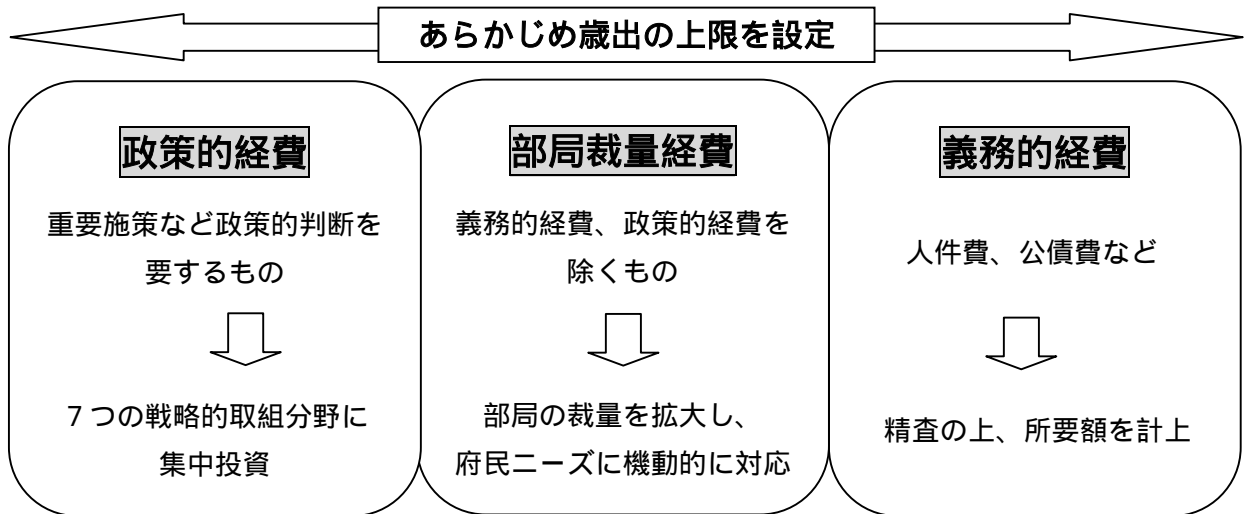 あらかじめ歳出の上限を設定
政策的経費
重要施策など政策的判断を
要するもの
７つの戦略的取組分野に
集中投資
部局裁量経費
義務的経費、政策的経費を
除くもの
部局の裁量を拡大し、
府民ニーズに機動的に対応
義務的経費
人件費、公債費など
精査の上、所要額を計上